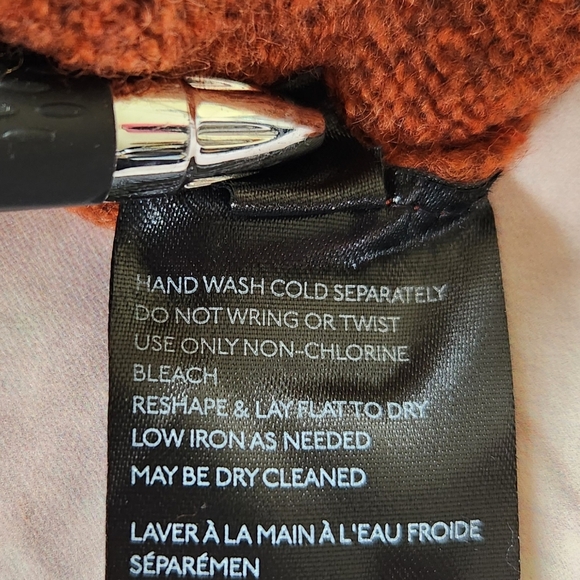 HAND WASH COLD SEPARATELY
DO NOT WRING OR TWIST
USE ONLY NON-CHLORINE
BLEACH
RESHAPE & LAY FLAT TO DRY
LOW IRON AS NEEDED
MAY BE DRY CLEANED
LAVER À LA MAIN À L'EAU FROIDE
SÉPARÉMEN